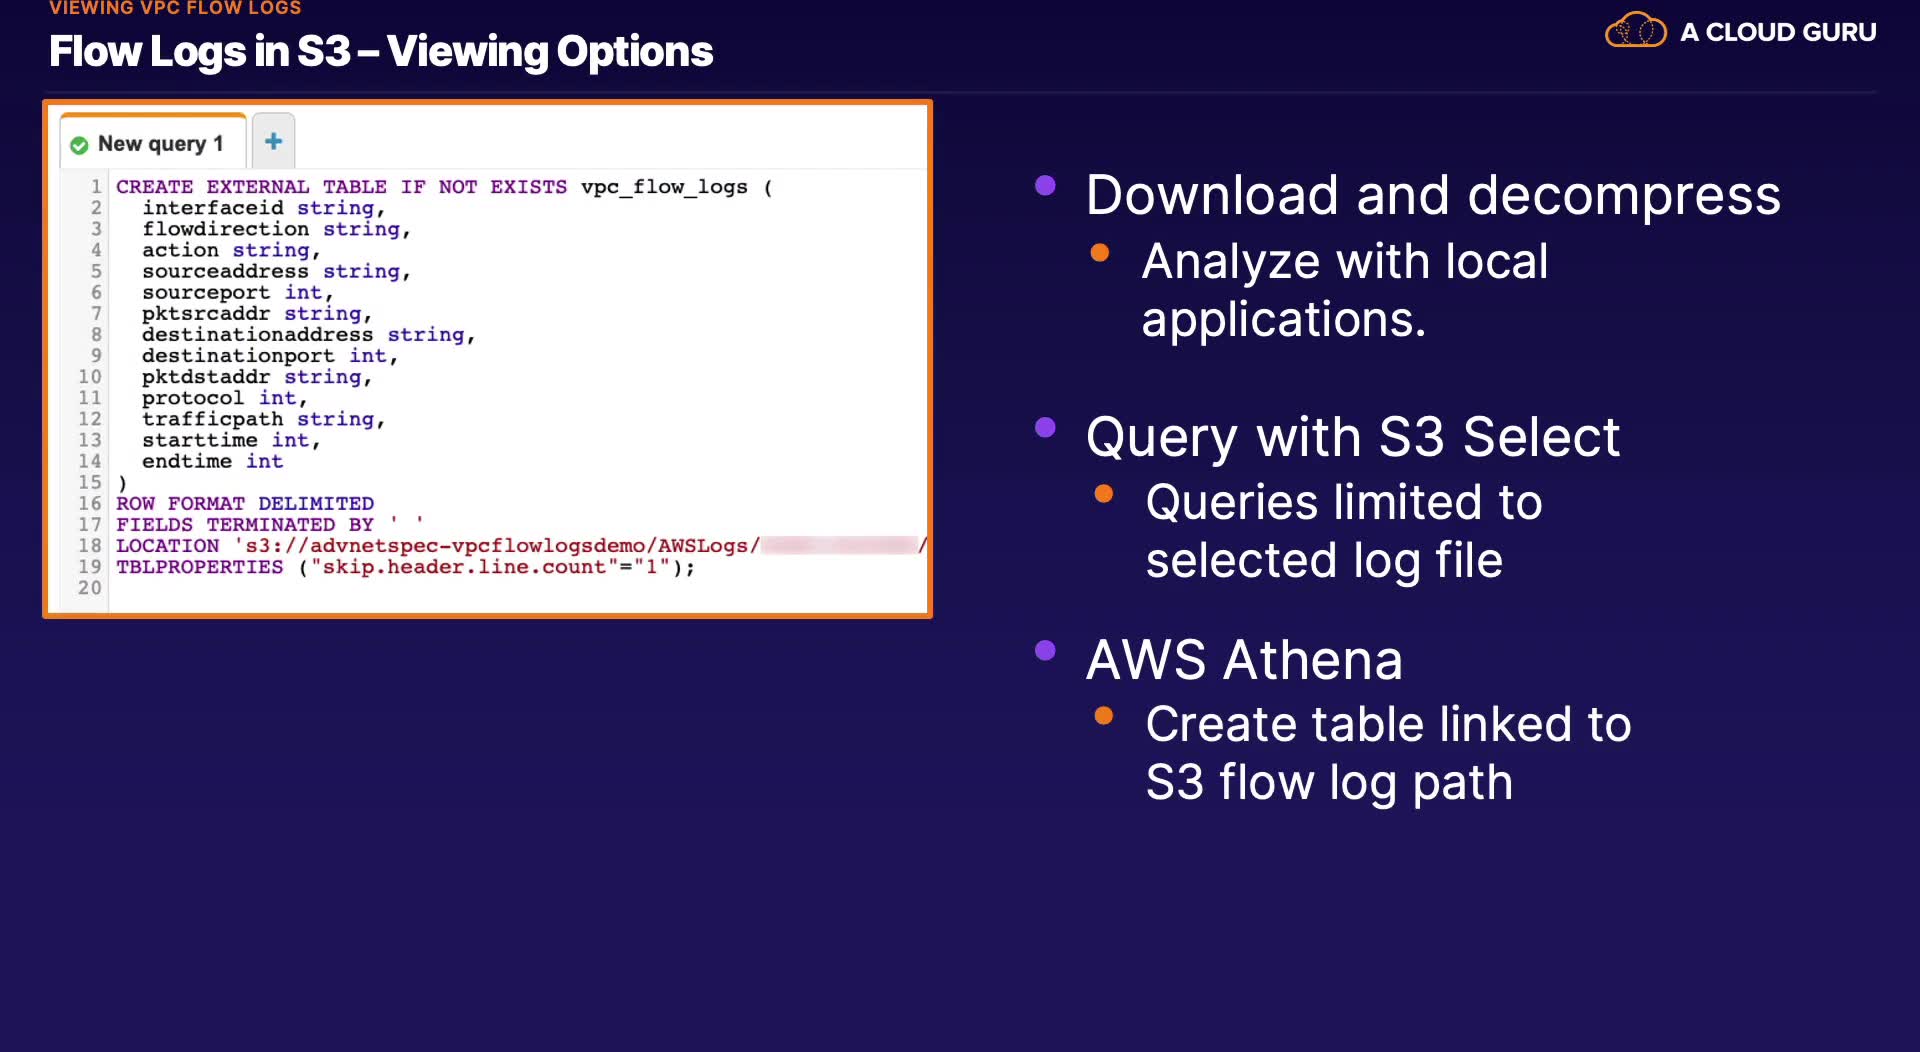 VIEWING VPC FLOW LOGS
Flow Logs in S3 – Viewing Options
A CLOUD GURU
New query 1
+
1 CREATE EXTERNAL TABLE IF NOT EXISTS vpc_flow_logs (
2 interfaceid string,
3 flowdirection string,
4 action string,
5 sourceaddress string,
6 sourceport int,
7 pktsrcaddr string,
8 destinationaddress string,
9 destinationport int,
10 pktdstaddr string,
11 protocol int,
12 trafficpath string,
13 starttime int,
14 endtime int
15 )
16 ROW FORMAT DELIMITED
17 FIELDS TERMINATED BY ' '
18 LOCATION 's3://advnetspec-vpcflowlogsdemo/AWSLogs/ /
19 TBLPROPERTIES ("skip.header.line.count"="1");
20
Download and decompress
Analyze with local
applications.
Query with S3 Select
Queries limited to
selected log file
AWS Athena
Create table linked to
S3 flow log path